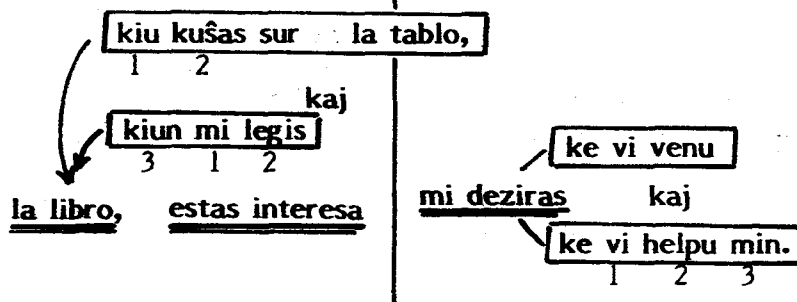 kiu kuŝas sur la tablo,
1 2
kaj
kiun mi legis
3 1 2
la libro, estas interesa
ke vi venu
mi deziras kaj
ke vi helpu min.
1 2 3